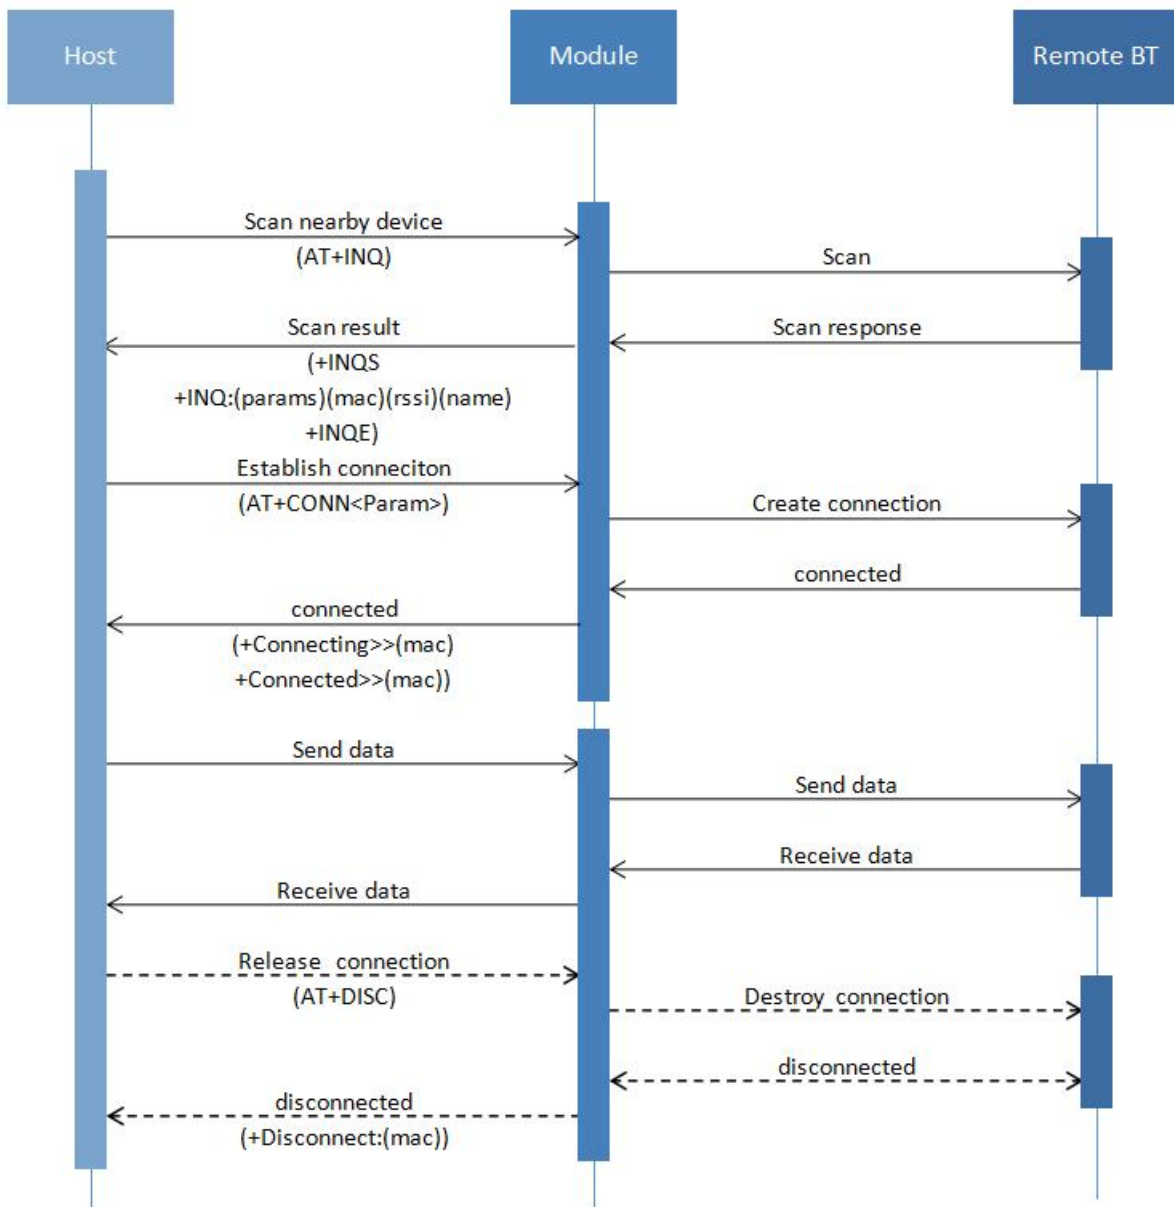 Host
Module
Remote BT
Scan nearby device
(AT+INQ)
Scan
Scan result
Scan response
(+INQS
+INQ:(params)(mac)(rssi)(name)
+INQE)
Establish conneciton
(AT+CONN<Param>)
Create connection
connected
connected
(+Connecting>>(mac)
+Connected>>(mac))
Send data
Send data
Receive data
Receive data
Release connection
(AT+DISC)
Destroy connection
disconnected
disconnected
(+Disconnect:(mac))